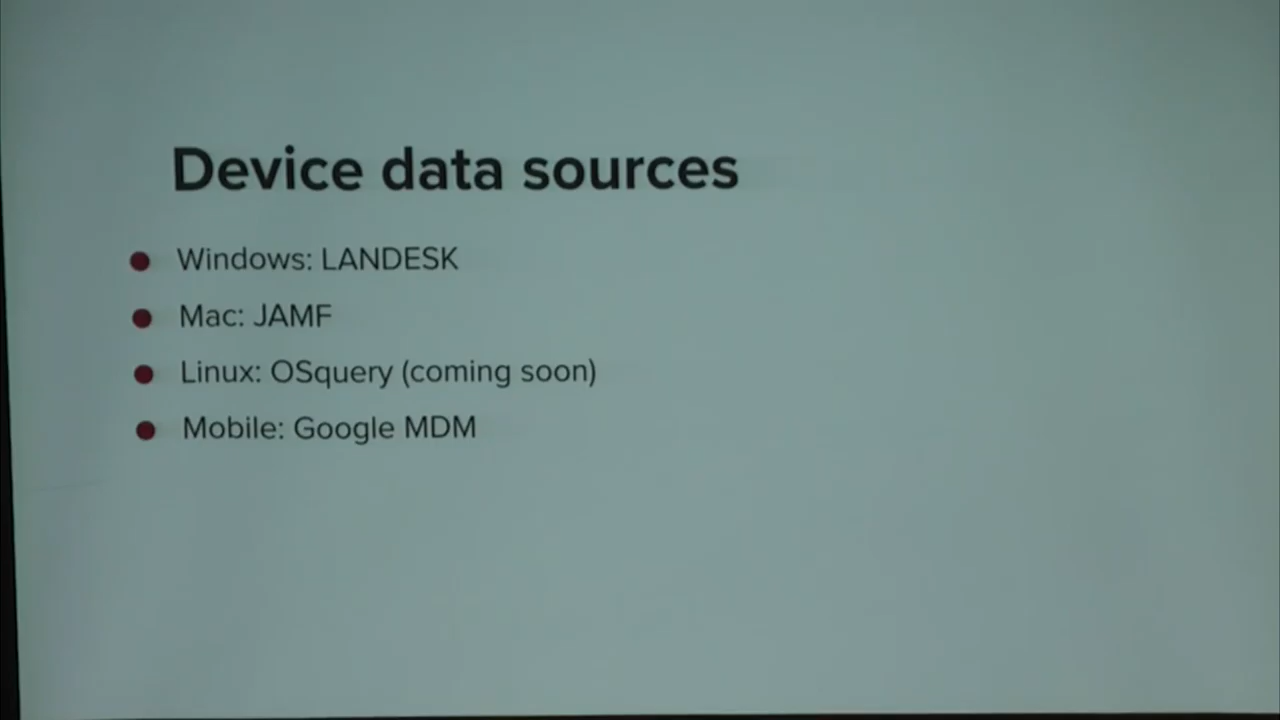 Device data sources
Windows: LANDESK
Mac: JAMF
Linux: OSquery (coming soon)
Mobile: Google MDM